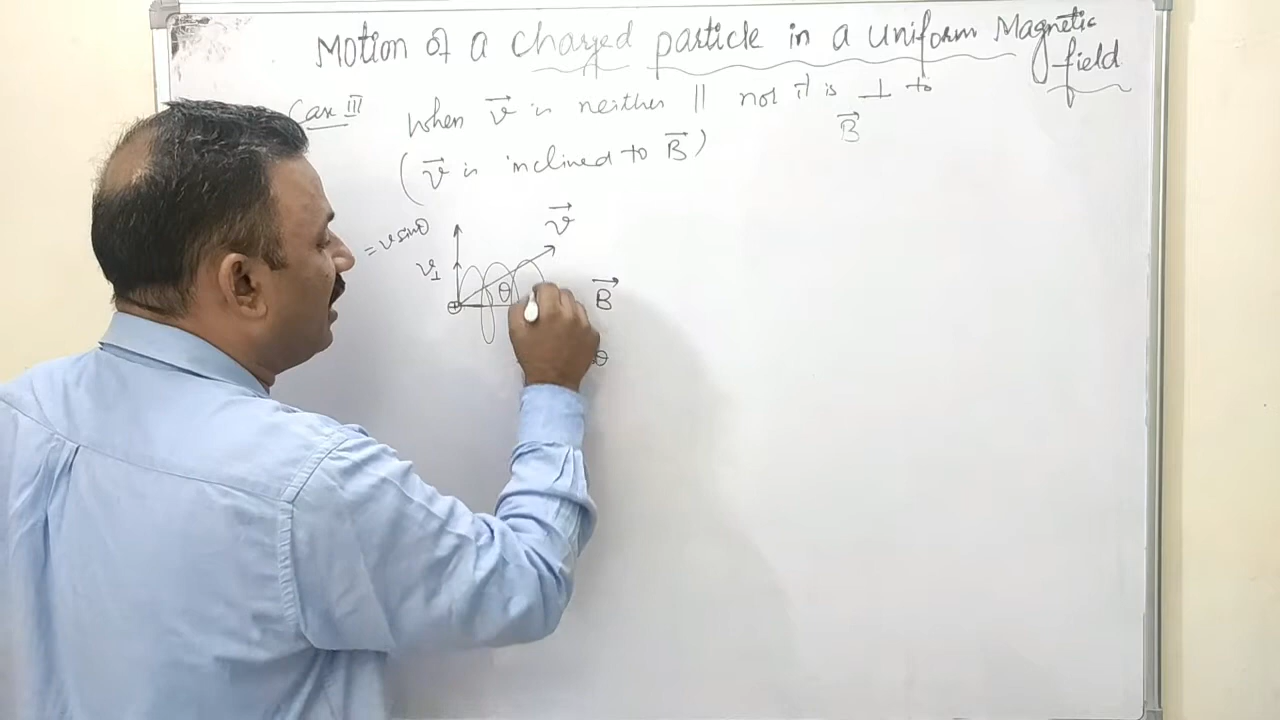 Motion of a charged particle in a uniform Magnetic
field
Case III when v⃗ is neither || nor it is ⊥ to
B⃗
(v⃗ is inclined to B⃗)
= v sinθ
v⃗
v⊥
θ
B⃗
θ